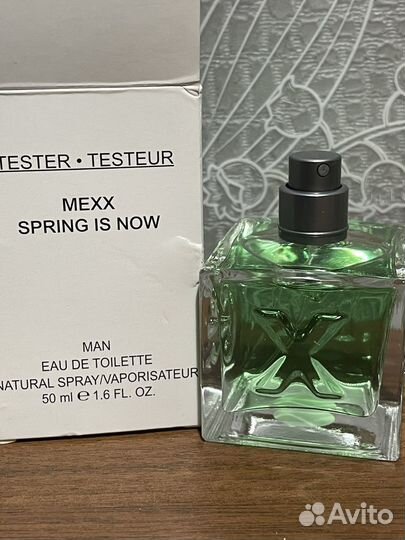 TESTER • TESTEUR
MEXX
SPRING IS NOW
MAN
EAU DE TOILETTE
NATURAL SPRAY/VAPORISATEUR
50 ml ℮ 1.6 FL. OZ.
X
Avito